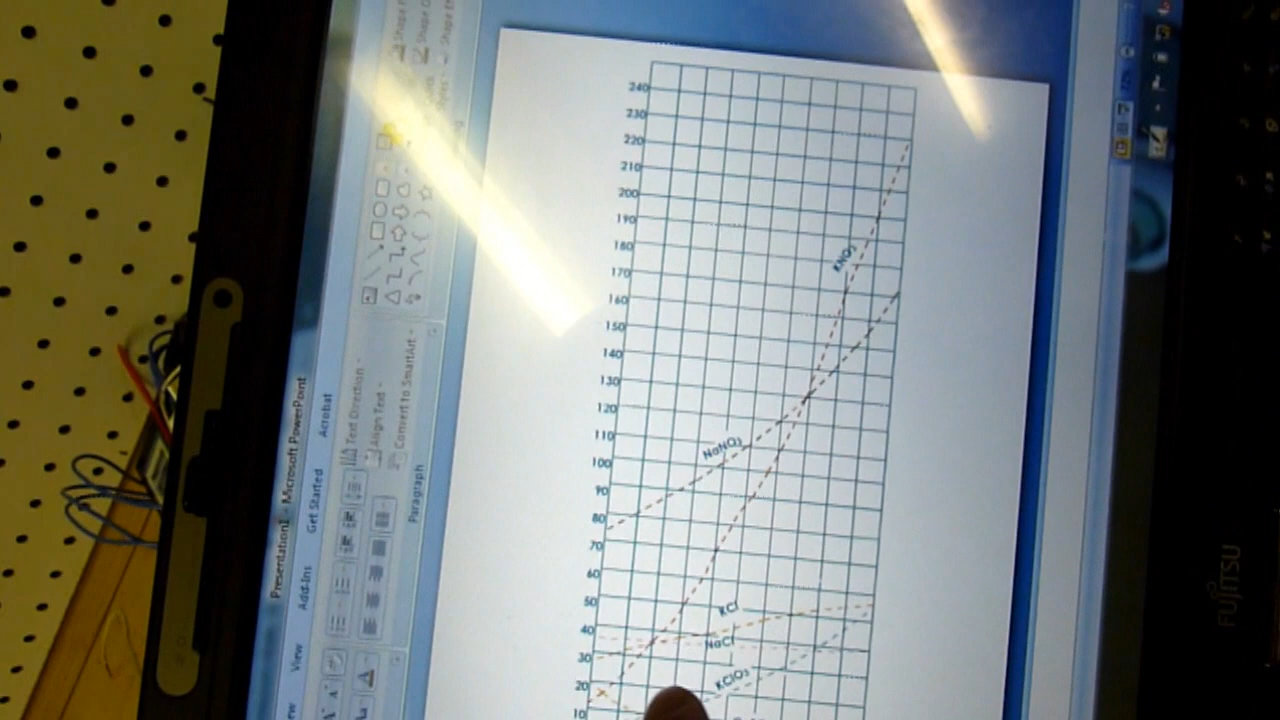 Presentation1 - Microsoft PowerPoint
View
Add-Ins
Get Started
Acrobat
Text Direction
Align Text
Convert to SmartArt
Paragraph
240
230
220
210
200
190
180
170
160
150
140
130
120
110
100
90
80
70
60
50
40
30
20
10
KNO3
NaNO3
KCl
NaCl
KClO3
FUJITSU